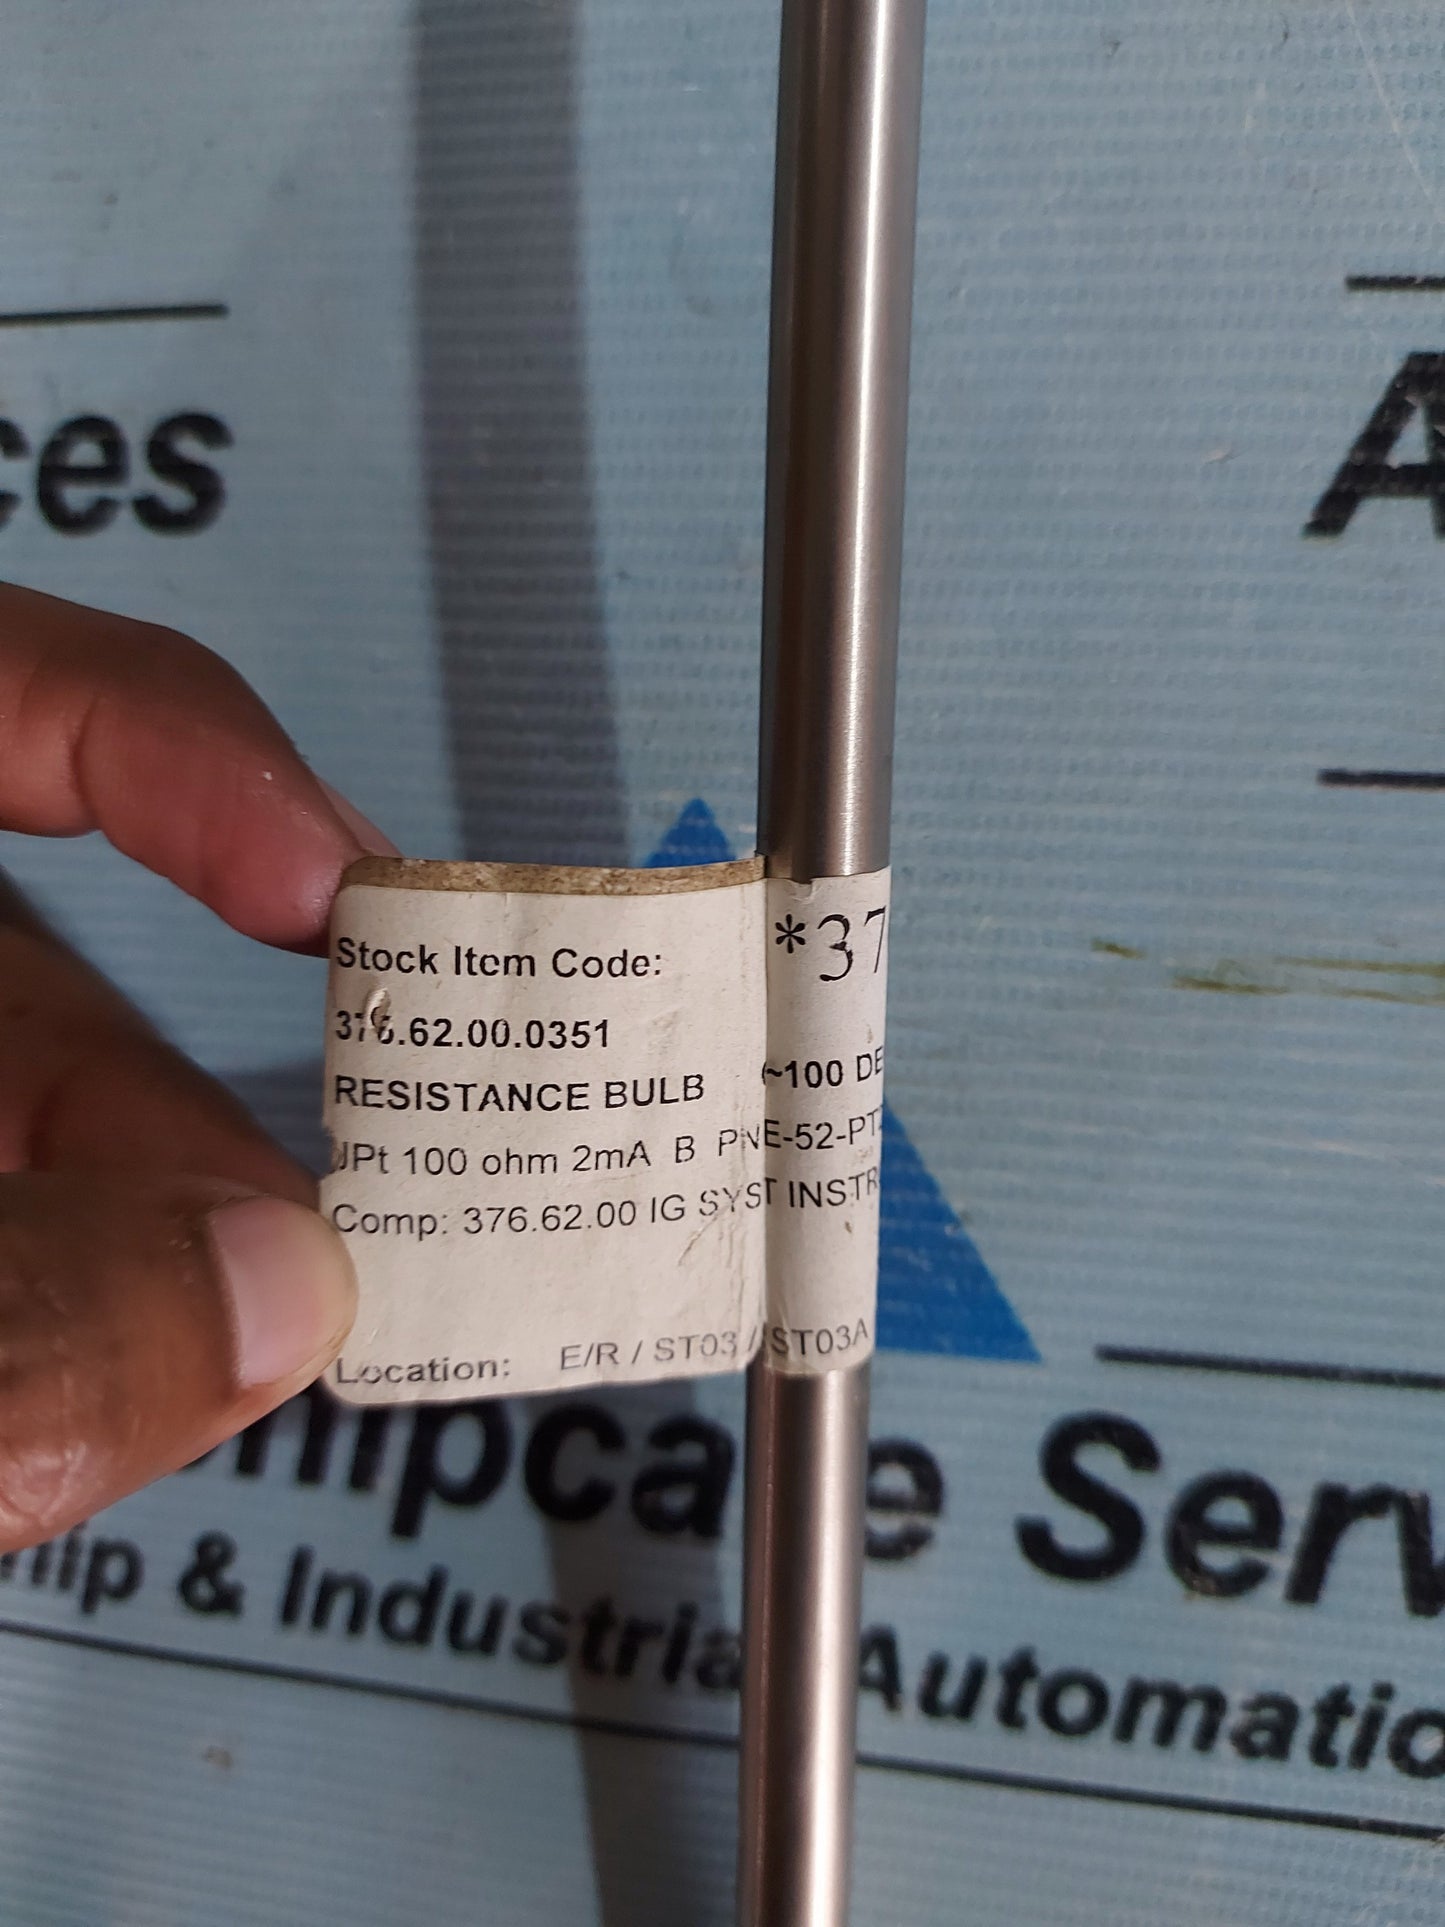 ces
A
Stock Item Code:
*37
376.62.00.0351
RESISTANCE BULB (~100 DE
JPt 100 ohm 2mA B PNE-52-PT
Comp: 376.62.00 IG SYST INSTR
Location: E/R / ST03 / ST03A
hipcare Serv
hip & Industrial Automatio